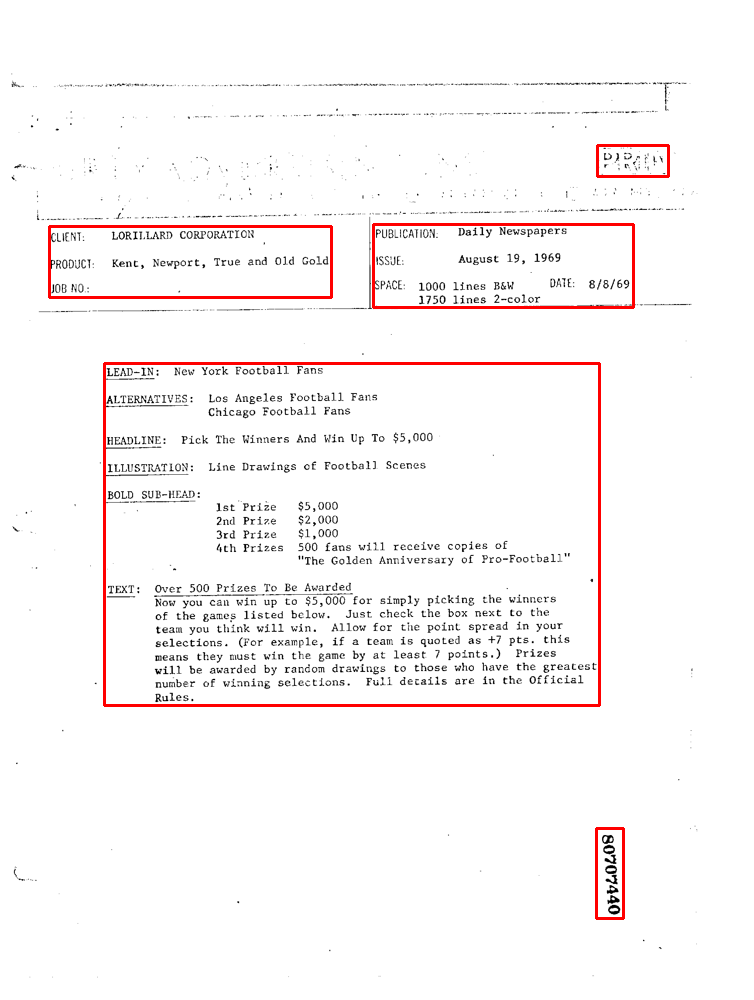 CLIENT: LORILLARD CORPORATION
PRODUCT: Kent, Newport, True and Old Gold
JOB NO.:
PUBLICATION: Daily Newspapers
ISSUE: August 19, 1969
SPACE: 1000 lines B&W DATE: 8/8/69
1750 lines 2-color
LEAD-IN: New York Football Fans
ALTERNATIVES: Los Angeles Football Fans
Chicago Football Fans
HEADLINE: Pick The Winners And Win Up To $5,000
ILLUSTRATION: Line Drawings of Football Scenes
BOLD SUB-HEAD:
1st Prize $5,000
2nd Prize $2,000
3rd Prize $1,000
4th Prizes 500 fans will receive copies of
"The Golden Anniversary of Pro-Football"
TEXT: Over 500 Prizes To Be Awarded
Now you can win up to $5,000 for simply picking the winners
of the games listed below. Just check the box next to the
team you think will win. Allow for the point spread in your
selections. (For example, if a team is quoted as +7 pts. this
means they must win the game by at least 7 points.) Prizes
will be awarded by random drawings to those who have the greatest
number of winning selections. Full details are in the Official
Rules.
80707440